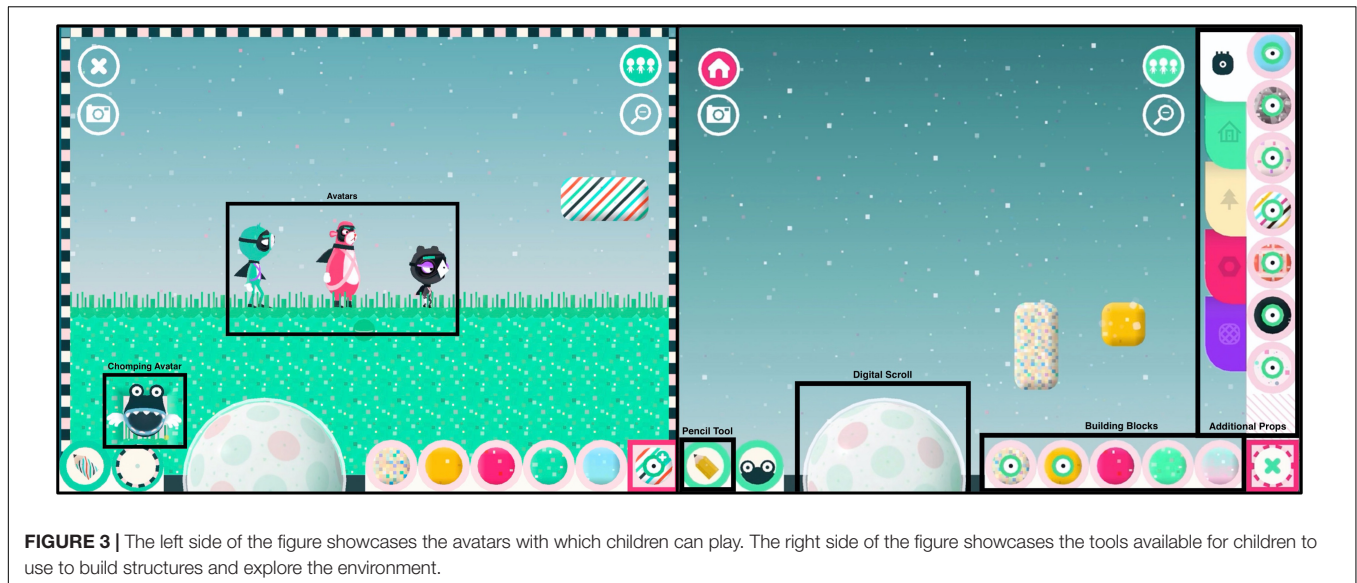 Avatars
Chomping Avatar
Digital Scroll
Pencil Tool
Building Blocks
Additional Props
FIGURE 3 | The left side of the figure showcases the avatars with which children can play. The right side of the figure showcases the tools available for children to
use to build structures and explore the environment.